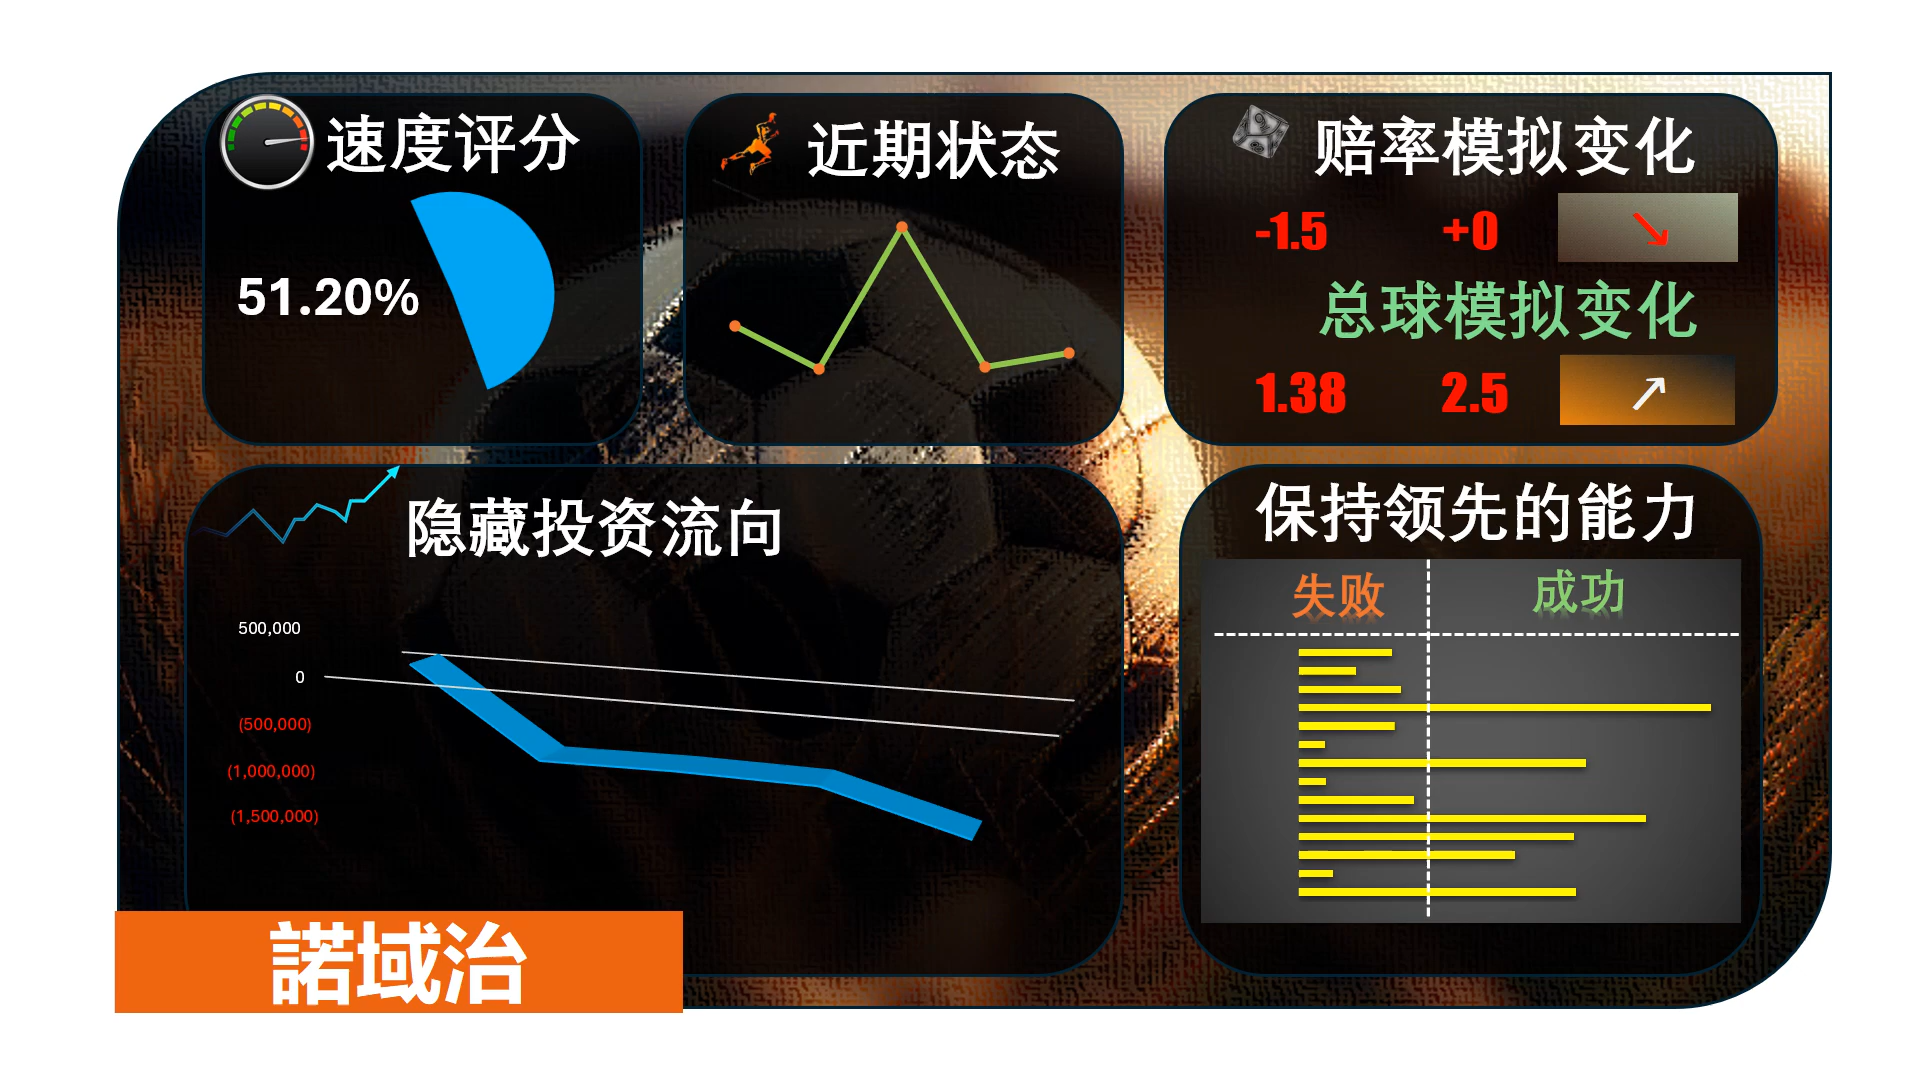 速度评分
51.20%
近期状态
赔率模拟变化
-1.5 +0 ↘
总球模拟变化
1.38 2.5 ↗
隐藏投资流向
500,000
0
(500,000)
(1,000,000)
(1,500,000)
保持领先的能力
失败 成功
諾域治